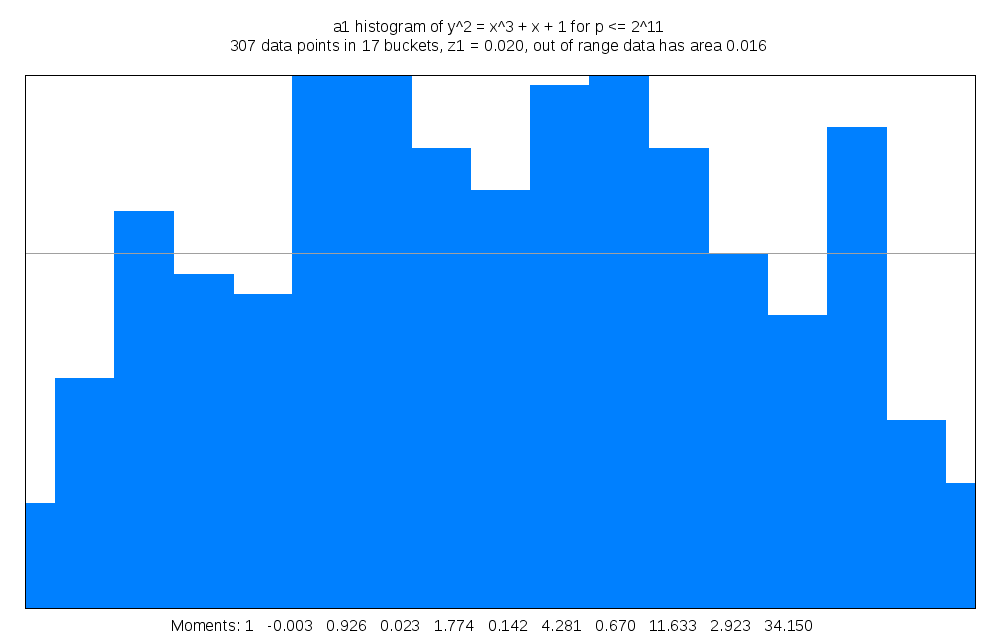 a1 histogram of y^2 = x^3 + x + 1 for p <= 2^11
307 data points in 17 buckets, z1 = 0.020, out of range data has area 0.016
Moments: 1 -0.003 0.926 0.023 1.774 0.142 4.281 0.670 11.633 2.923 34.150